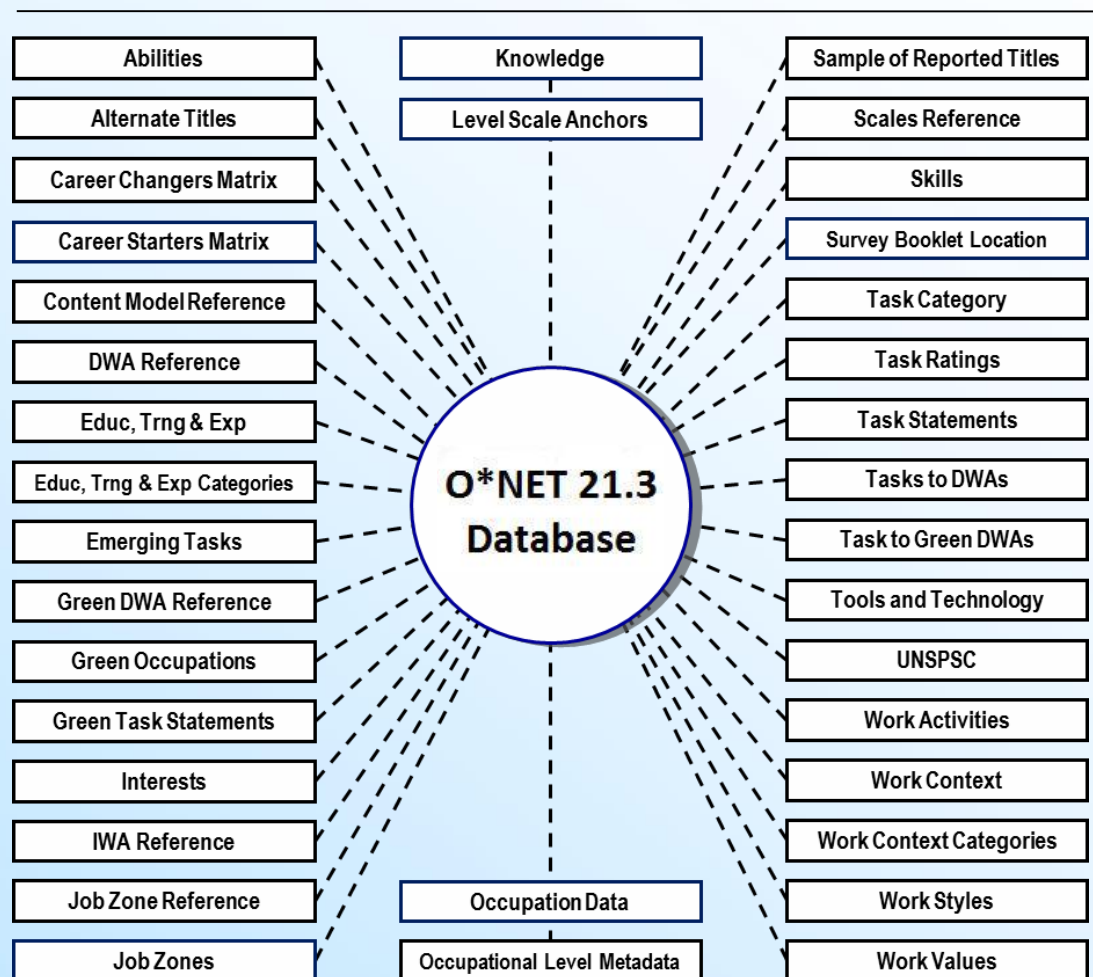 Abilities
Alternate Titles
Career Changers Matrix
Career Starters Matrix
Content Model Reference
DWA Reference
Educ, Trng & Exp
Educ, Trng & Exp Categories
Emerging Tasks
Green DWA Reference
Green Occupations
Green Task Statements
Interests
IWA Reference
Job Zone Reference
Job Zones
Knowledge
Level Scale Anchors
O*NET 21.3
Database
Occupation Data
Occupational Level Metadata
Sample of Reported Titles
Scales Reference
Skills
Survey Booklet Location
Task Category
Task Ratings
Task Statements
Tasks to DWAs
Task to Green DWAs
Tools and Technology
UNSPSC
Work Activities
Work Context
Work Context Categories
Work Styles
Work Values